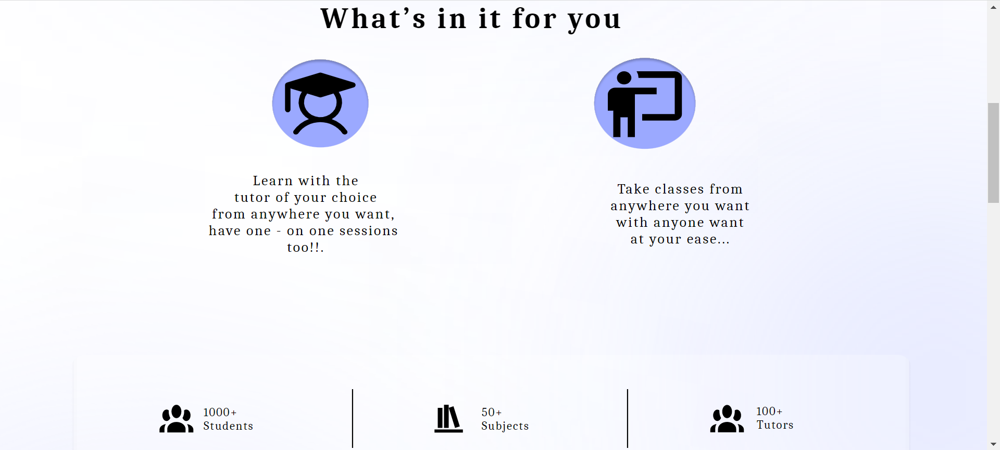 What’s in it for you
Learn with the
tutor of your choice
from anywhere you want,
have one - on one sessions
too!!.
Take classes from
anywhere you want
with anyone want
at your ease...
1000+
Students
50+
Subjects
100+
Tutors